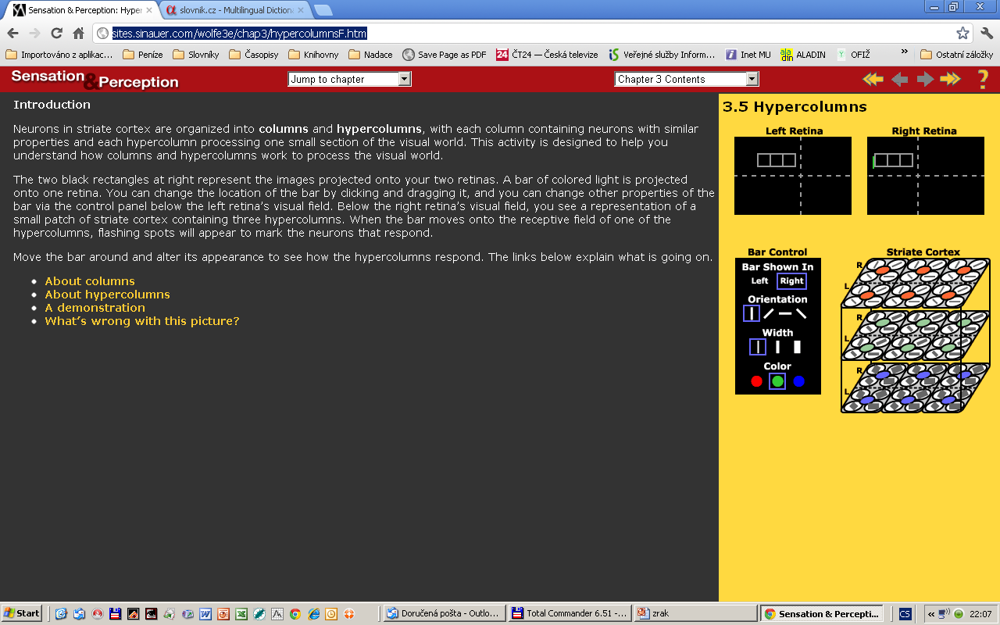 Sensation & Perception: Hyper
slovnik.cz - Multilingual Dictiona
sites.sinauer.com/wolfe3e/chap3/hypercolumnsF.htm
Importováno z aplikac... Peníze Slovníky Časopisy Knihovny Nadace Save Page as PDF 24 ČT24 — Česká televize Veřejné služby Inform... Inet MU ALADIN OFIŽ » Ostatní záložky
Sensation & Perception Jump to chapter Chapter 3 Contents ?
Introduction
Neurons in striate cortex are organized into columns and hypercolumns, with each column containing neurons with similar
properties and each hypercolumn processing one small section of the visual world. This activity is designed to help you
understand how columns and hypercolumns work to process the visual world.
The two black rectangles at right represent the images projected onto your two retinas. A bar of colored light is projected
onto one retina. You can change the location of the bar by clicking and dragging it, and you can change other properties of the
bar via the control panel below the left retina's visual field. Below the right retina's visual field, you see a representation of a
small patch of striate cortex containing three hypercolumns. When the bar moves onto the receptive field of one of the
hypercolumns, flashing spots will appear to mark the neurons that respond.
Move the bar around and alter its appearance to see how the hypercolumns respond. The links below explain what is going on.
About columns
About hypercolumns
A demonstration
What's wrong with this picture?
3.5 Hypercolumns
Left Retina Right Retina
Bar Control
Bar Shown In
Left Right
Orientation
Width
Color
Striate Cortex
R
L
R
L
R
L
Start Doručená pošta - Outlo... Total Commander 6.51 -... zrak Sensation & Percepti... CS « 22:07